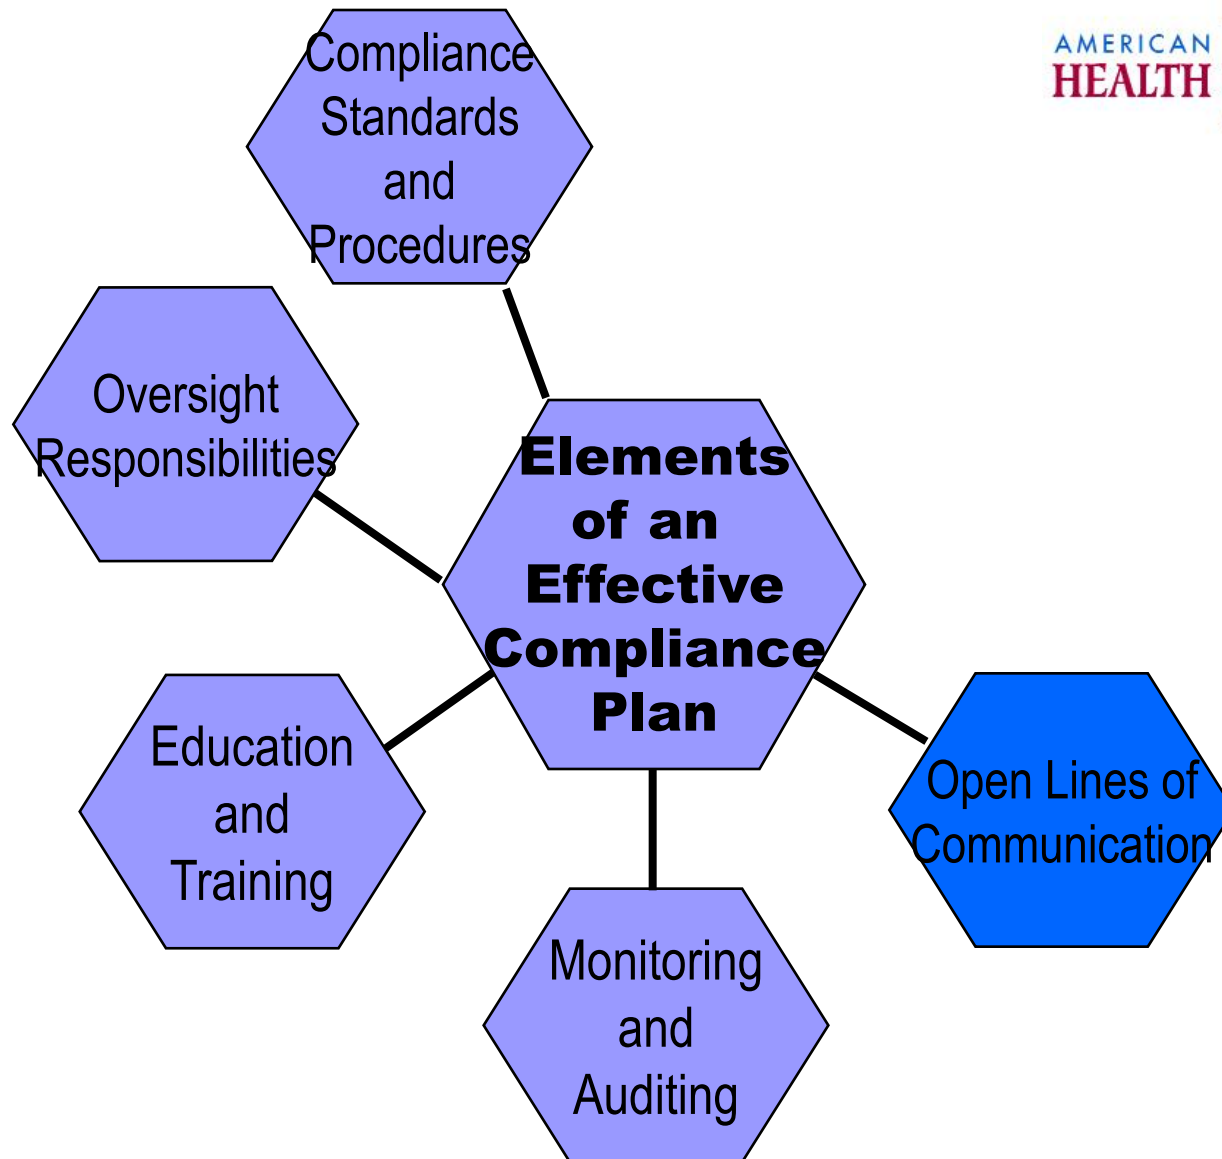 Compliance
Standards
and
Procedures
AMERICAN
HEALTH
Oversight
Responsibilities
Elements
of an
Effective
Compliance
Plan
Education
and
Training
Open Lines of
Communication
Monitoring
and
Auditing